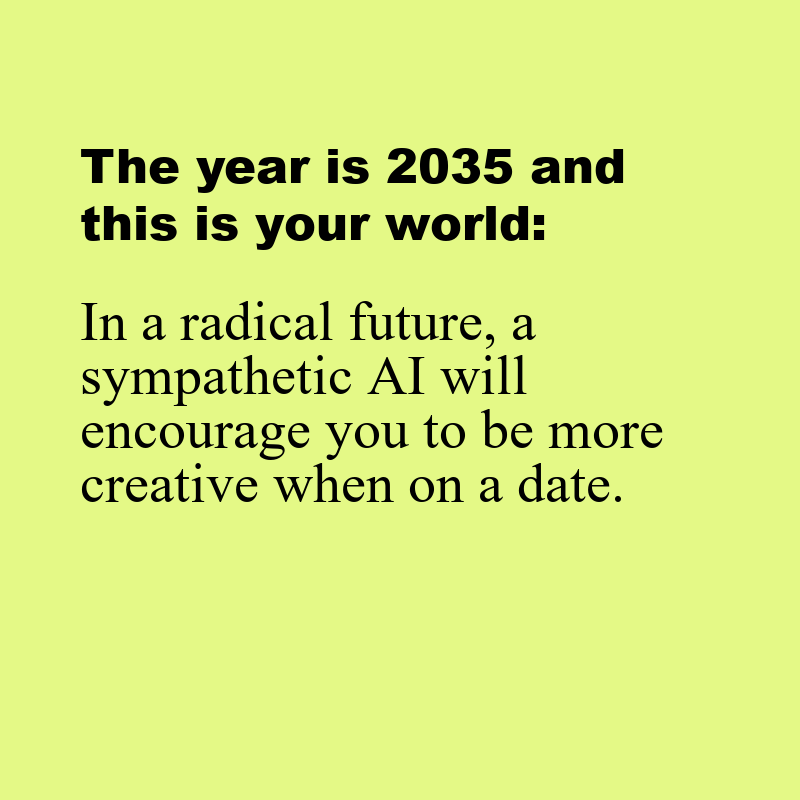 The year is 2035 and
this is your world:
In a radical future, a
sympathetic AI will
encourage you to be more
creative when on a date.